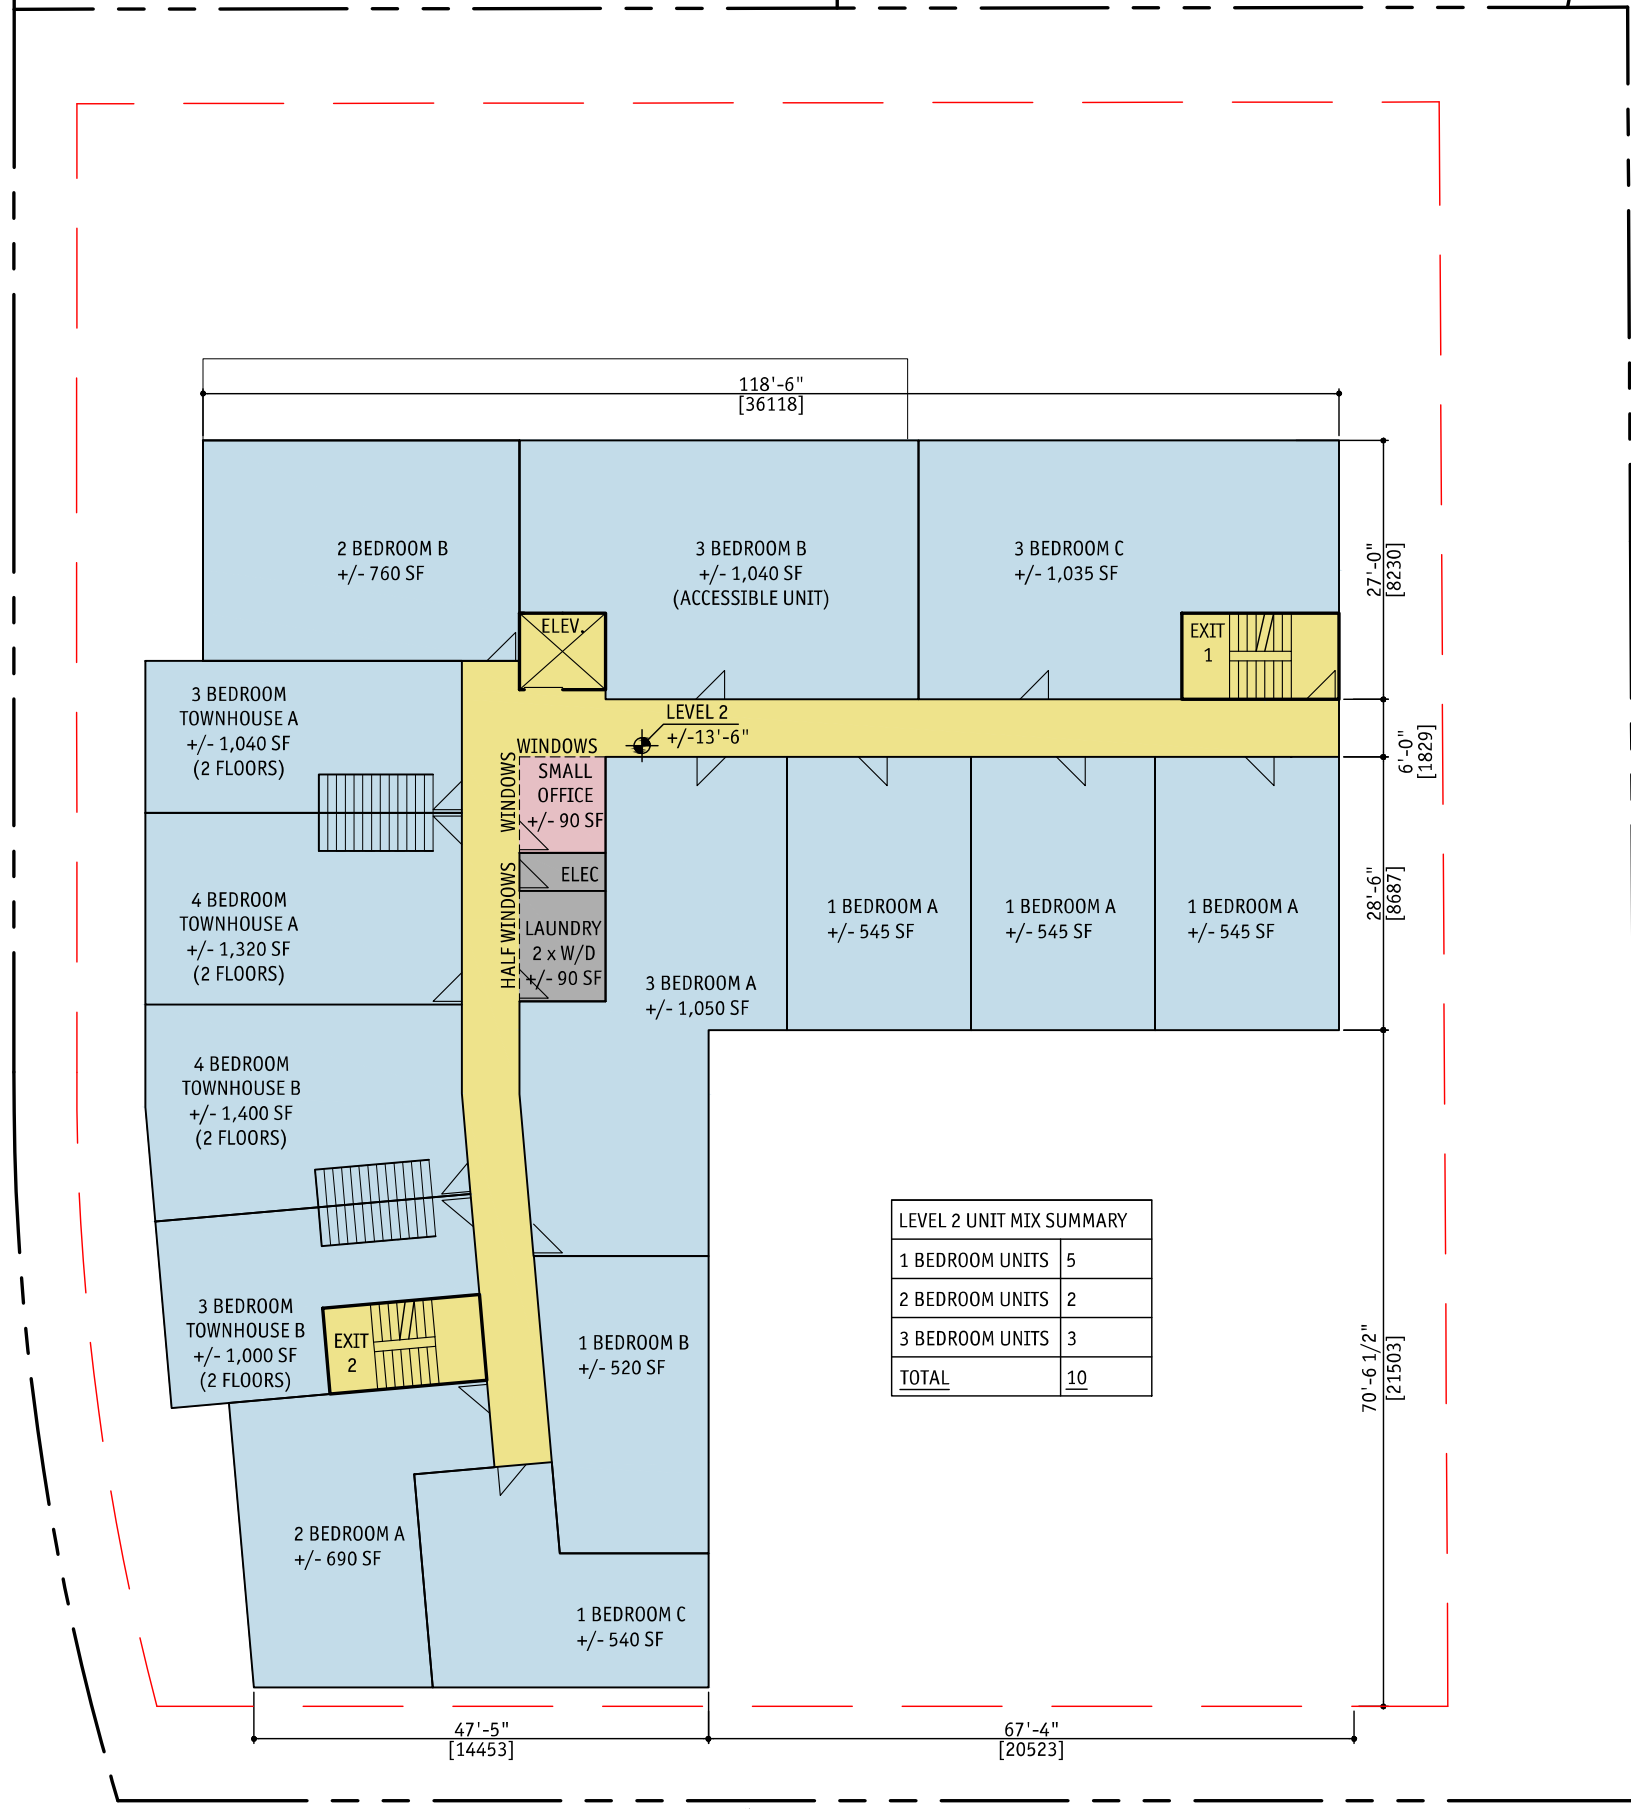 118'-6"
[36118]
2 BEDROOM B
+/- 760 SF
3 BEDROOM B
+/- 1,040 SF
(ACCESSIBLE UNIT)
3 BEDROOM C
+/- 1,035 SF
27'-0"
[8230]
ELEV.
EXIT
1
3 BEDROOM
TOWNHOUSE A
+/- 1,040 SF
(2 FLOORS)
LEVEL 2
+/-13'-6"
6'-0"
[1829]
WINDOWS
WINDOWS
SMALL
OFFICE
+/- 90 SF
ELEC
HALF WINDOWS
LAUNDRY
2 x W/D
+/- 90 SF
4 BEDROOM
TOWNHOUSE A
+/- 1,320 SF
(2 FLOORS)
3 BEDROOM A
+/- 1,050 SF
1 BEDROOM A
+/- 545 SF
1 BEDROOM A
+/- 545 SF
1 BEDROOM A
+/- 545 SF
28'-6"
[8687]
4 BEDROOM
TOWNHOUSE B
+/- 1,400 SF
(2 FLOORS)
3 BEDROOM
TOWNHOUSE B
+/- 1,000 SF
(2 FLOORS)
EXIT
2
1 BEDROOM B
+/- 520 SF
LEVEL 2 UNIT MIX SUMMARY
1 BEDROOM UNITS 5
2 BEDROOM UNITS 2
3 BEDROOM UNITS 3
TOTAL 10
70'-6 1/2"
[21503]
2 BEDROOM A
+/- 690 SF
1 BEDROOM C
+/- 540 SF
47'-5"
[14453]
67'-4"
[20523]